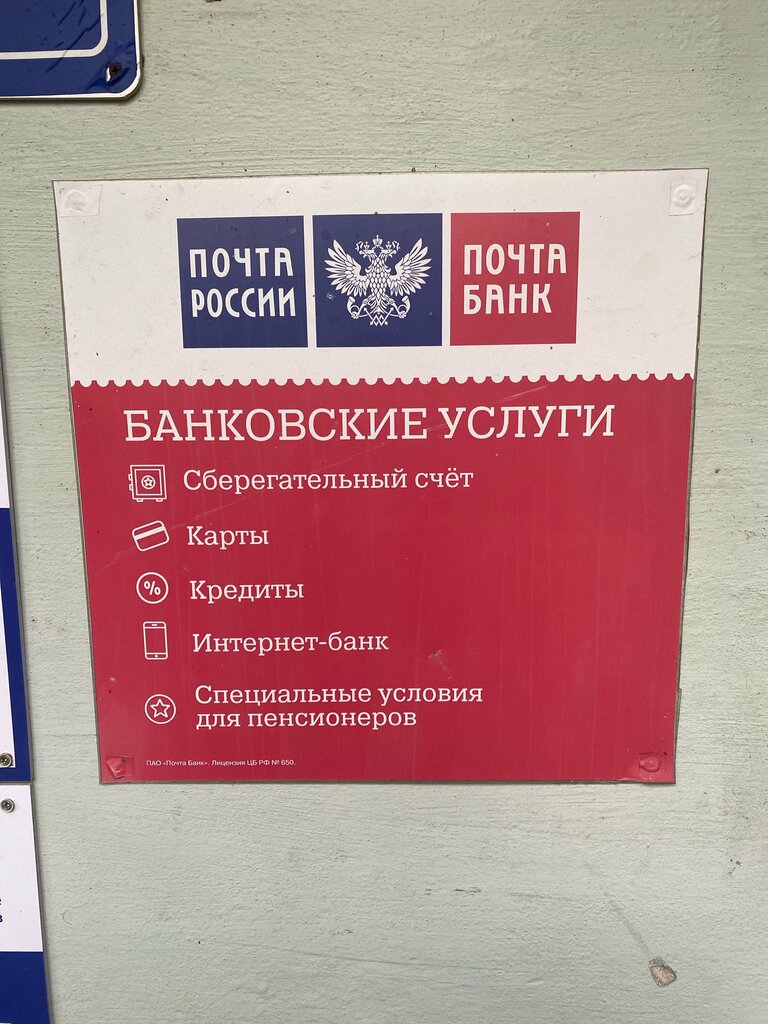 ПОЧТА
РОССИИ
ПОЧТА
БАНК
БАНКОВСКИЕ УСЛУГИ
Сберегательный счёт
Карты
%
Кредиты
Интернет-банк
Специальные условия
для пенсионеров
ПАО «Почта Банк». Лицензия ЦБ РФ № 650.